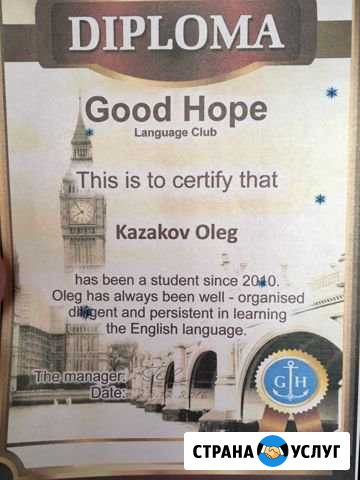 DIPLOMA
Good Hope
Language Club
This is to certify that
Kazakov Oleg
has been a student since 2010.
Oleg has always been well - organised
diligent and persistent in learning
the English language.
The manager:
Date:
G H
СТРАНА УСЛУГ